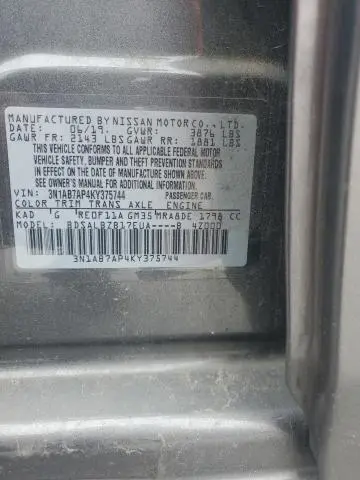 MANUFACTURED BY NISSAN MOTOR CO., LTD.
DATE: 06/19. GVWR: 3876 LBS
GAWR FR: 2143 LBS GAWR RR: 1881 LBS
THIS VEHICLE CONFORMS TO ALL APPLICABLE FEDERAL MOTOR
VEHICLE SAFETY, BUMPER AND THEFT PREVENTION STANDARDS
IN EFFECT ON THE DATE OF MANUFACTURE SHOWN ABOVE.
SEE OWNER'S MANUAL FOR ADDITIONAL INFORMATION.
VIN: 3N1AB7AP4KY375744 PASSENGER CAR
COLOR TRIM TRANS AXLE ENGINE
KAD 'G 'RE0F11A GM35 MRA8DE 1798 CC
MODEL: BDSALBZB17EUA----B 4Z000
3N1AB7AP4KY375744